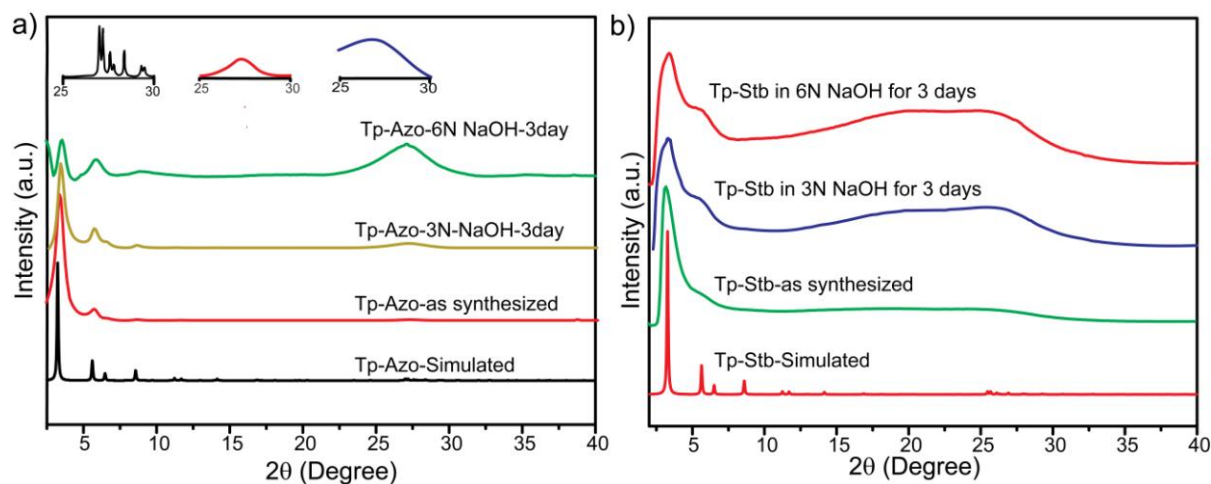 a)
25 30
25 30
25 30
Tp-Azo-6N NaOH-3day
Tp-Azo-3N-NaOH-3day
Tp-Azo-as synthesized
Tp-Azo-Simulated
Intensity (a.u.)
5 10 15 20 25 30 35 40
2θ (Degree)
b)
Tp-Stb in 6N NaOH for 3 days
Tp-Stb in 3N NaOH for 3 days
Tp-Stb-as synthesized
Tp-Stb-Simulated
Intensity (a.u.)
5 10 15 20 25 30 35 40
2θ (Degree)